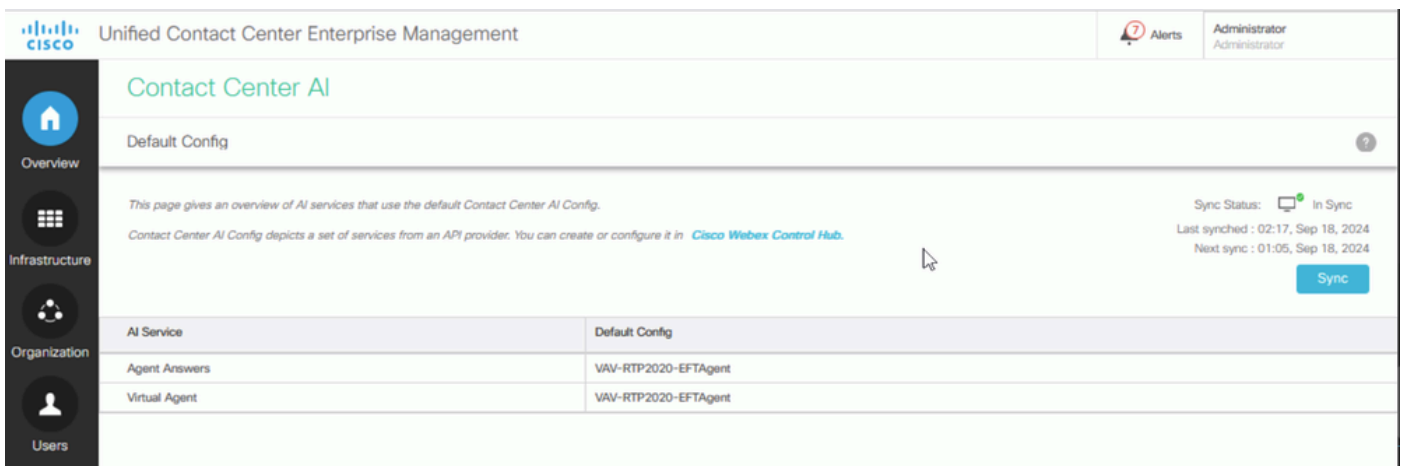 CISCO
Unified Contact Center Enterprise Management
7
Alerts
Administrator
Administrator
Contact Center AI
Default Config
?
Overview
Infrastructure
Organization
Users
This page gives an overview of AI services that use the default Contact Center AI Config.
Contact Center AI Config depicts a set of services from an API provider. You can create or configure it in Cisco Webex Control Hub.
Sync Status: In Sync
Last synched : 02:17, Sep 18, 2024
Next sync : 01:05, Sep 18, 2024
Sync
AI Service Default Config
Agent Answers VAV-RTP2020-EFTAgent
Virtual Agent VAV-RTP2020-EFTAgent